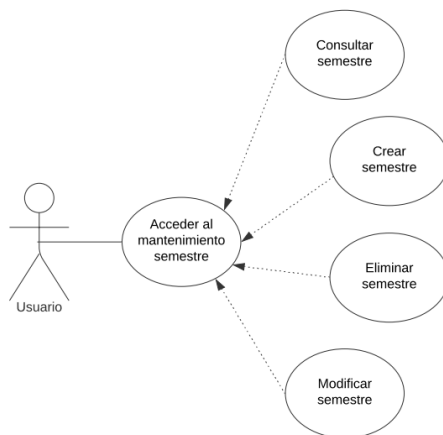 Consultar
semestre
Crear
semestre
Acceder al
mantenimiento
semestre
Eliminar
semestre
Usuario
Modificar
semestre